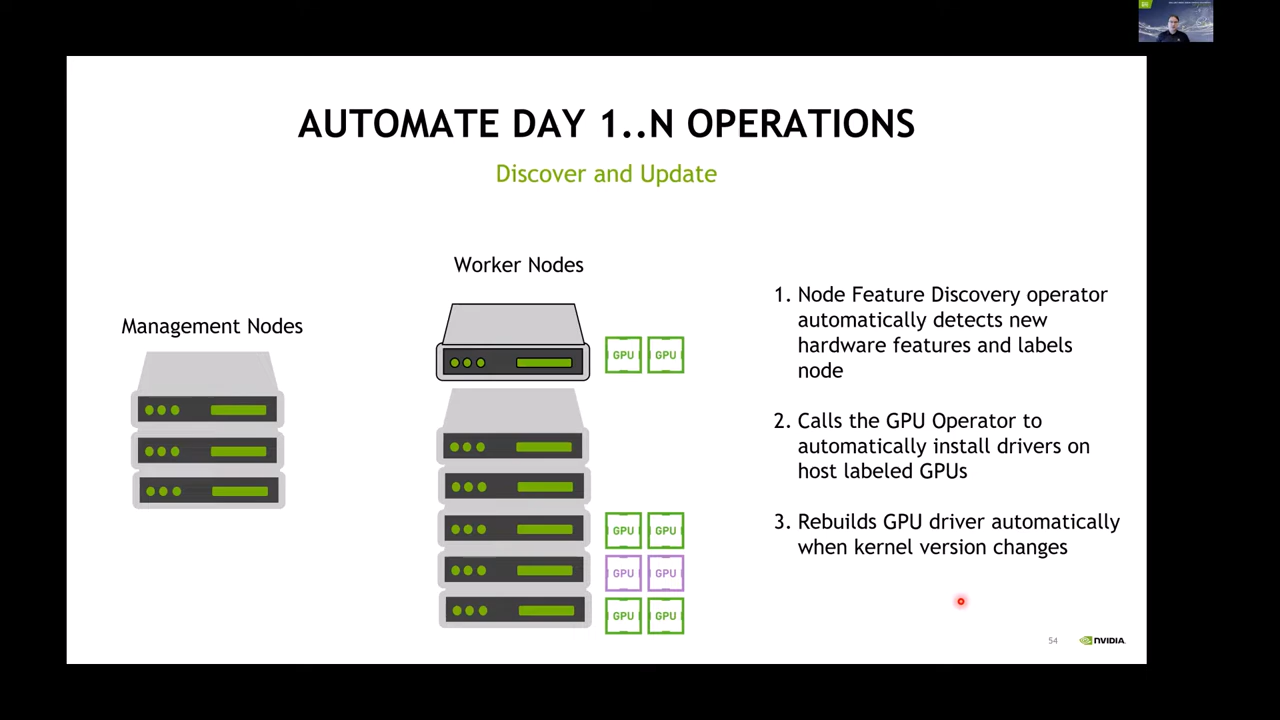 AUTOMATE DAY 1..N OPERATIONS
Discover and Update
Management Nodes
Worker Nodes
GPU GPU
GPU GPU
GPU GPU
GPU GPU
1. Node Feature Discovery operator
automatically detects new
hardware features and labels
node
2. Calls the GPU Operator to
automatically install drivers on
host labeled GPUs
3. Rebuilds GPU driver automatically
when kernel version changes
54
NVIDIA.